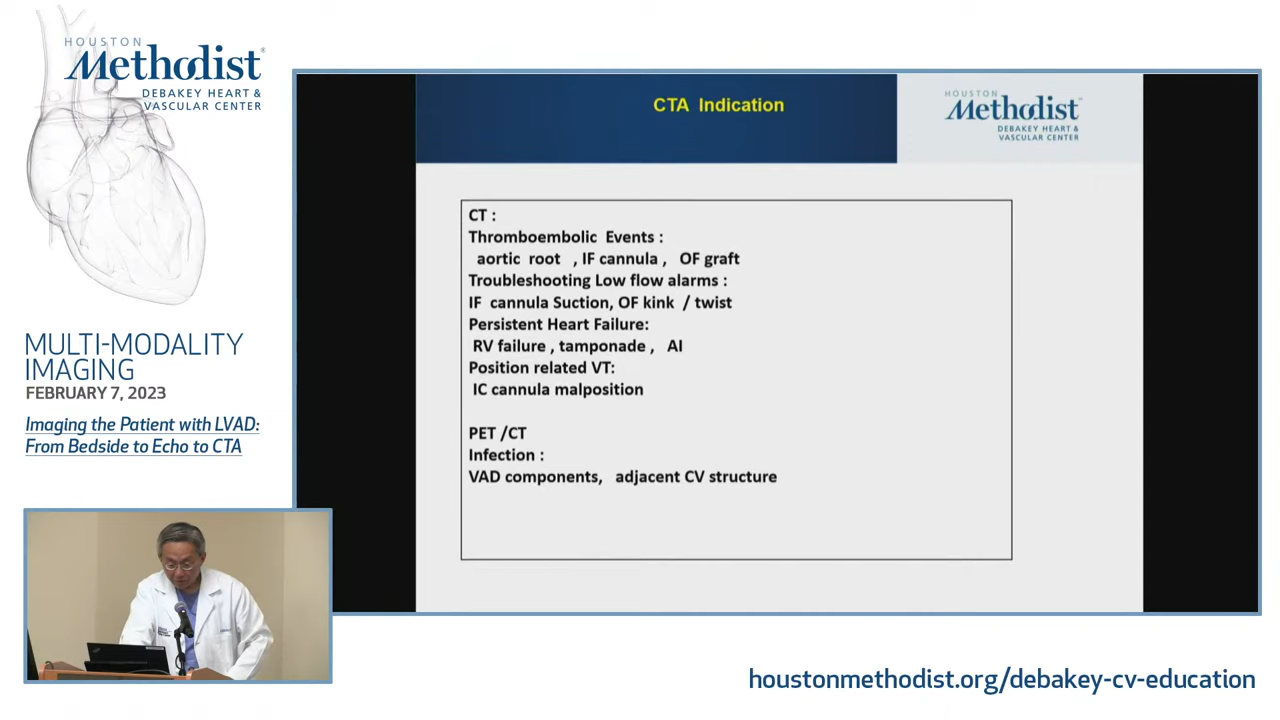 HOUSTON
Methodist®
DEBAKEY HEART &
VASCULAR CENTER
MULTI-MODALITY
IMAGING
FEBRUARY 7, 2023
Imaging the Patient with LVAD:
From Bedside to Echo to CTA
CTA Indication
HOUSTON
Methodist
DEBAKEY HEART &
VASCULAR CENTER
CT :
Thromboembolic Events :
aortic root , IF cannula , OF graft
Troubleshooting Low flow alarms :
IF cannula Suction, OF kink / twist
Persistent Heart Failure:
RV failure , tamponade , AI
Position related VT:
IC cannula malposition
PET /CT
Infection :
VAD components, adjacent CV structure
houstonmethodist.org/debakey-cv-education